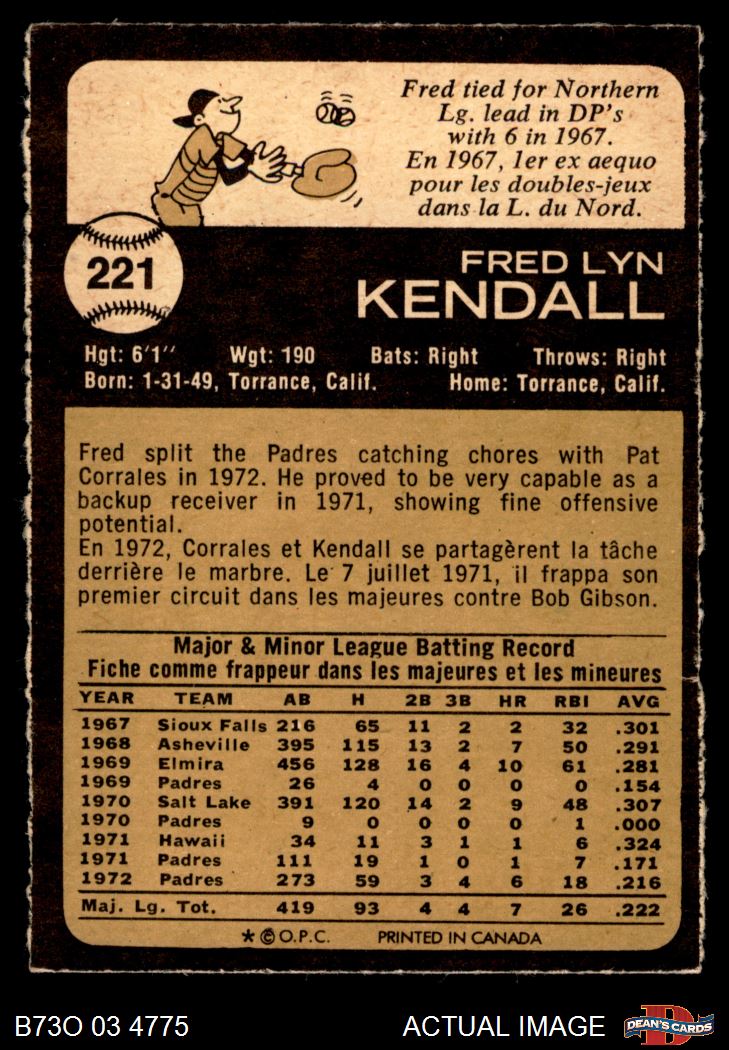 Fred tied for Northern
Lg. lead in DP's
with 6 in 1967.
En 1967, 1er ex aequo
pour les doubles-jeux
dans la L. du Nord.
221
FRED LYN
KENDALL
Hgt: 6'1'' Wgt: 190 Bats: Right Throws: Right
Born: 1-31-49, Torrance, Calif. Home: Torrance, Calif.
Fred split the Padres catching chores with Pat
Corrales in 1972. He proved to be very capable as a
backup receiver in 1971, showing fine offensive
potential.
En 1972, Corrales et Kendall se partagèrent la tâche
derrière le marbre. Le 7 juillet 1971, il frappa son
premier circuit dans les majeures contre Bob Gibson.
Major & Minor League Batting Record
Fiche comme frappeur dans les majeures et les mineures
YEAR TEAM AB H 2B 3B HR RBI AVG
1967 Sioux Falls 216 65 11 2 2 32 .301
1968 Asheville 395 115 13 2 7 50 .291
1969 Elmira 456 128 16 4 10 61 .281
1969 Padres 26 4 0 0 0 0 .154
1970 Salt Lake 391 120 14 2 9 48 .307
1970 Padres 9 0 0 0 0 1 .000
1971 Hawaii 34 11 3 1 1 6 .324
1971 Padres 111 19 1 0 1 7 .171
1972 Padres 273 59 3 4 6 18 .216
Maj. Lg. Tot. 419 93 4 4 7 26 .222
* © O.P.C. PRINTED IN CANADA
B73O 03 4775 ACTUAL IMAGE D DEAN'S CARDS